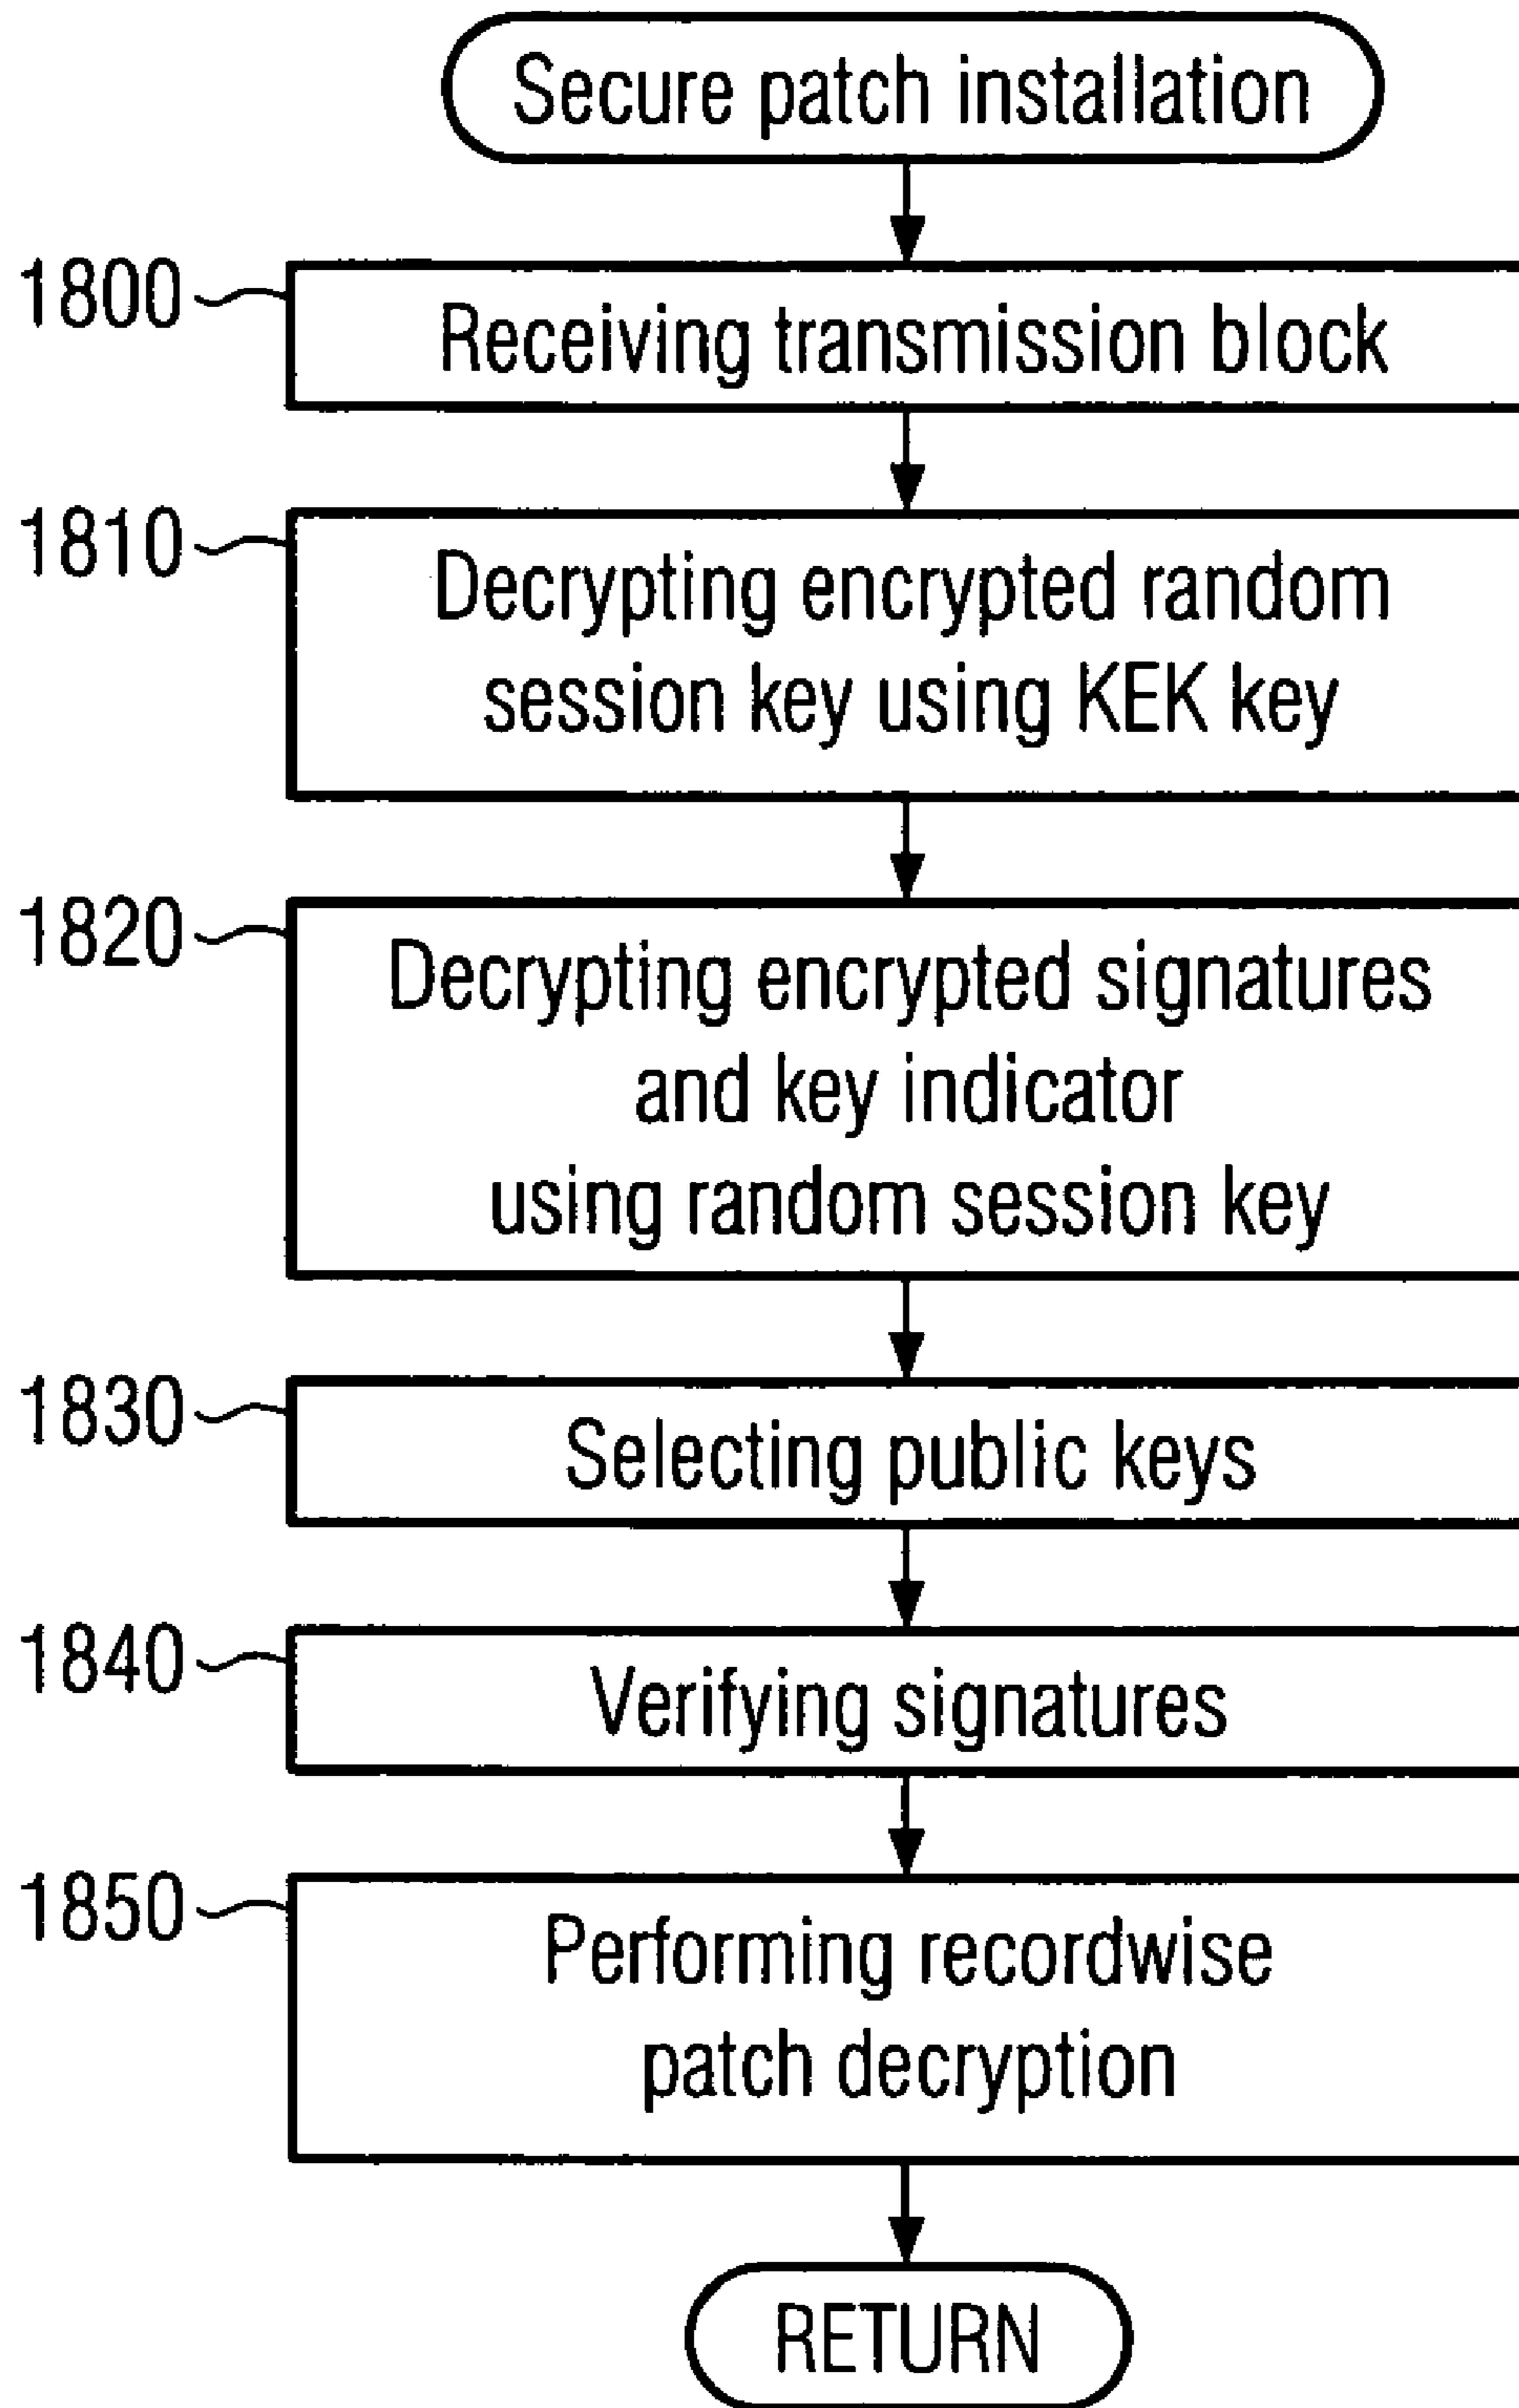 Secure patch installation
1800
Receiving transmission block
1810
Decrypting encrypted random
session key using KEK key
1820
Decrypting encrypted signatures
and key indicator
using random session key
1830
Selecting public keys
1840
Verifying signatures
1850
Performing recordwise
patch decryption
RETURN